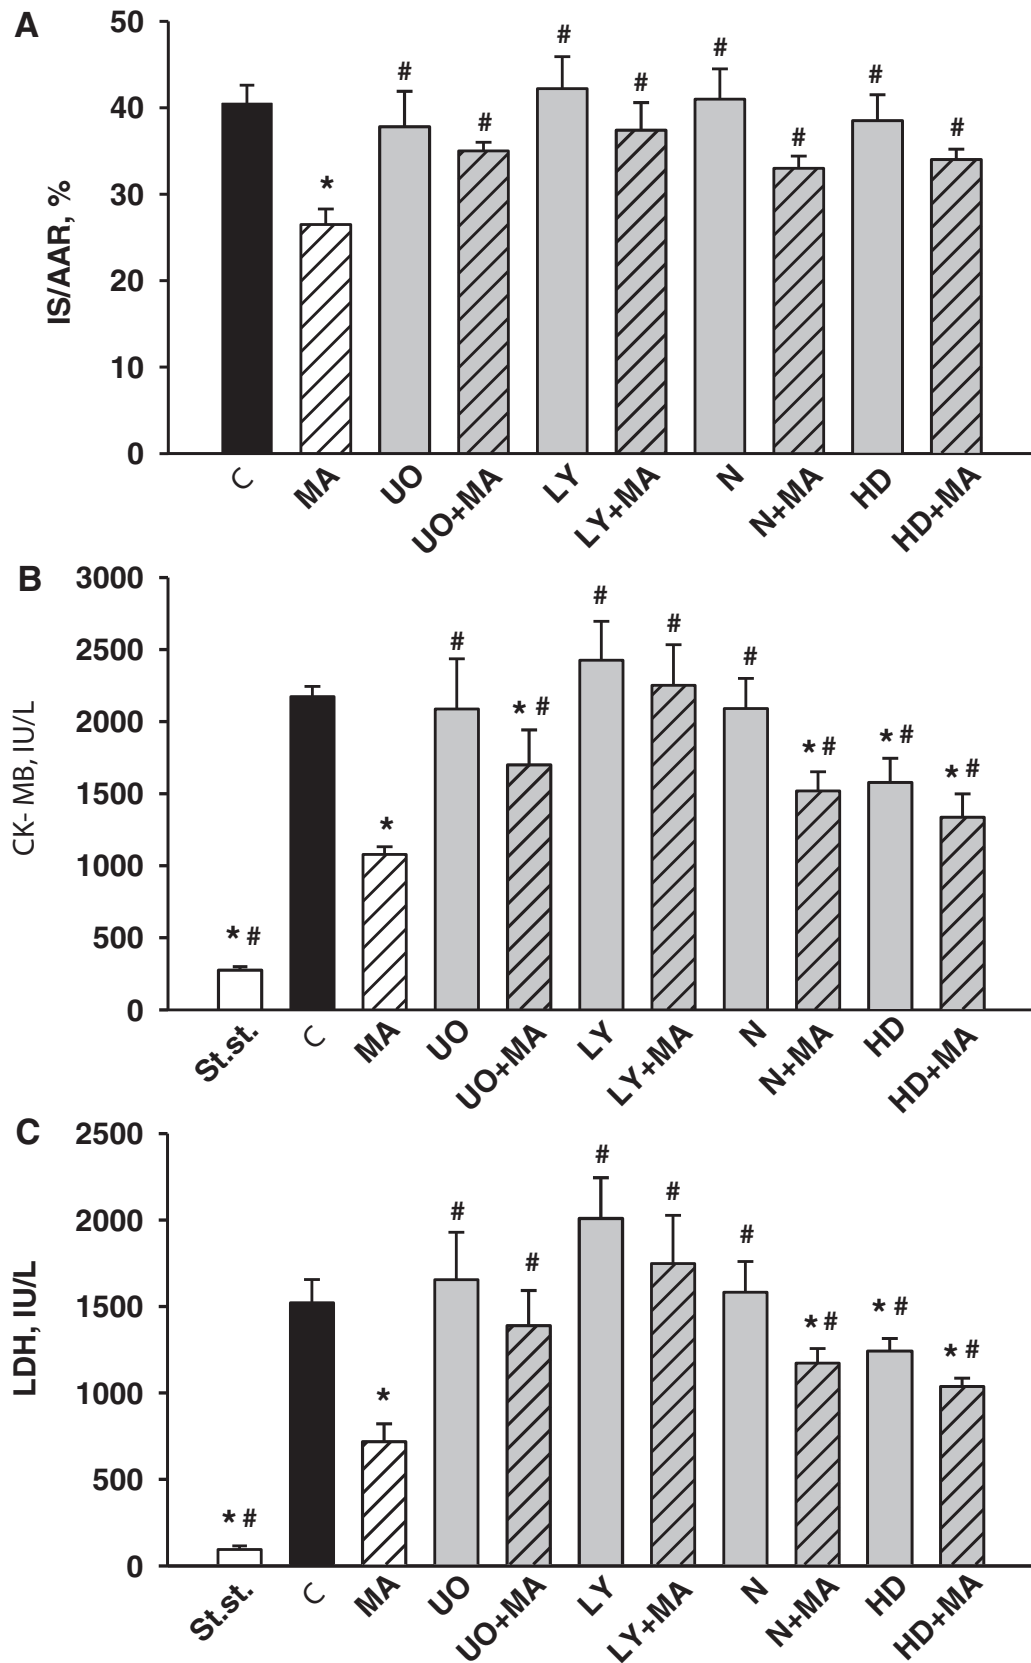 A
50
40
30
20
10
0
IS/AAR, %
* # # # # # # # #
C MA UO UO+MA LY LY+MA N N+MA HD HD+MA
B
3000
2500
2000
1500
1000
500
0
CK- MB, IU/L
* # * # * # # # # * # * # * #
St.st. C MA UO UO+MA LY LY+MA N N+MA HD HD+MA
C
2500
2000
1500
1000
500
0
LDH, IU/L
* # * # # # # # * # * # * #
St.st. C MA UO UO+MA LY LY+MA N N+MA HD HD+MA